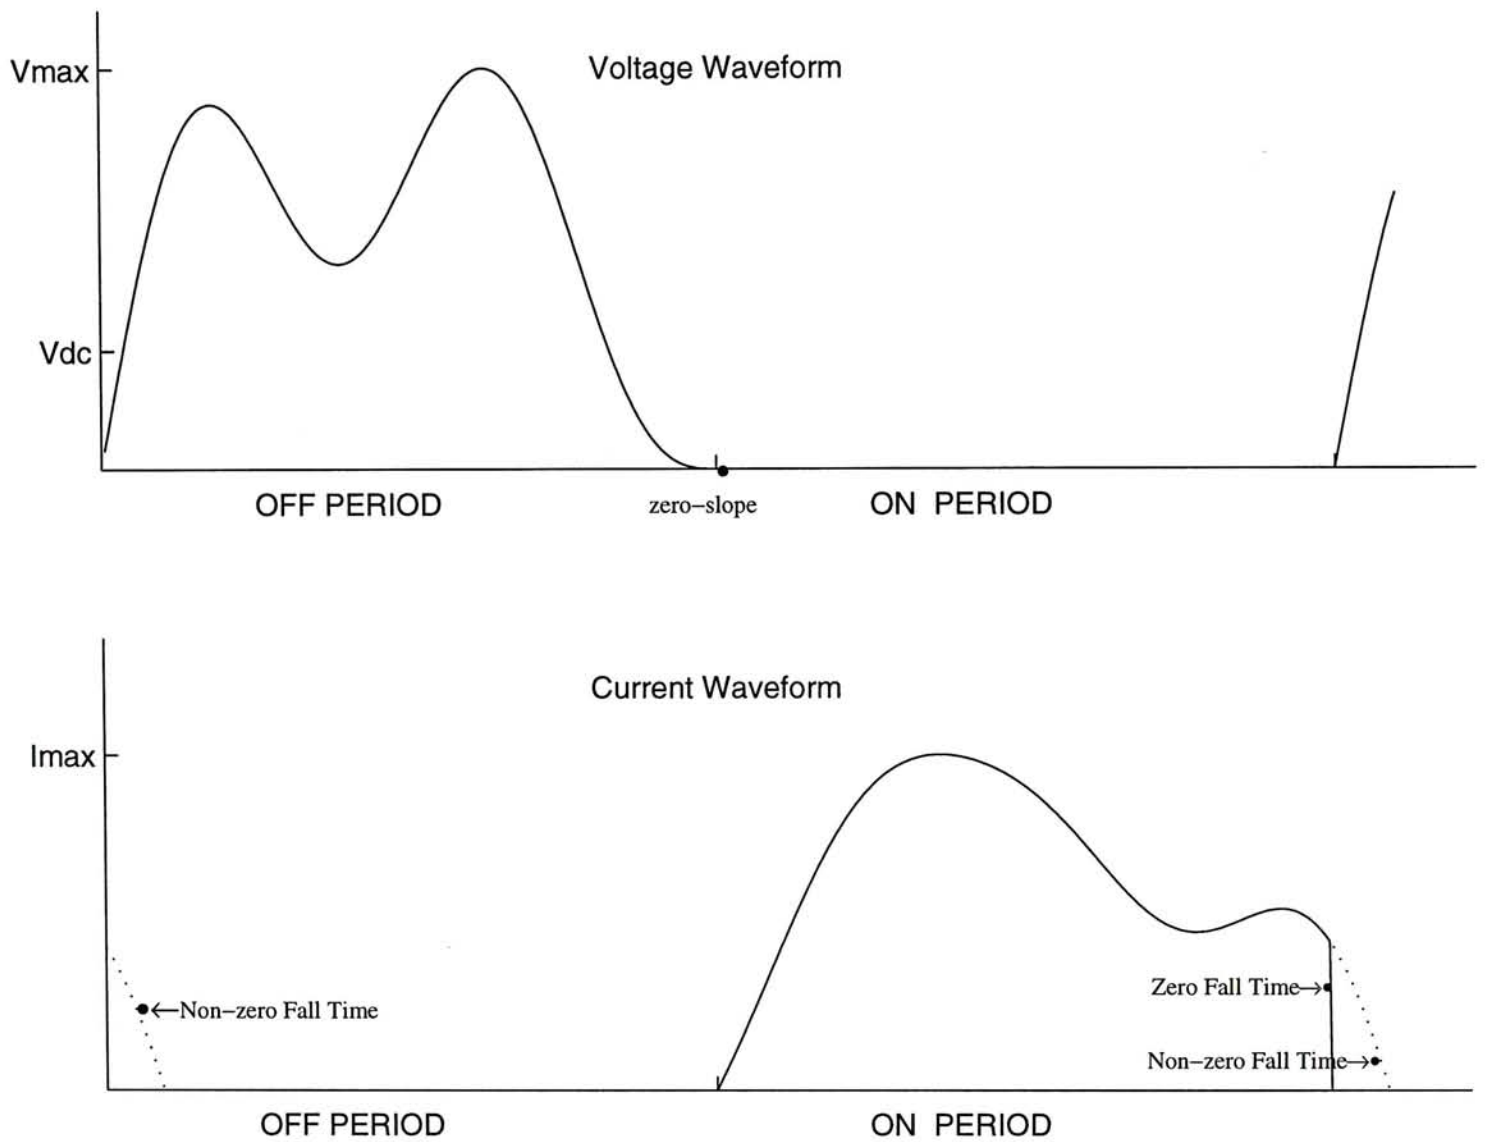 Voltage Waveform
Vmax
Vdc
OFF PERIOD
zero–slope
ON PERIOD
Current Waveform
Imax
Zero Fall Time
Non–zero Fall Time
Non–zero Fall Time
OFF PERIOD
ON PERIOD